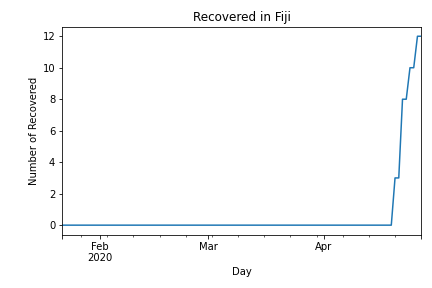 Recovered in Fiji
12
10
8
6
4
2
0
Number of Recovered
Feb
2020
Mar
Apr
Day